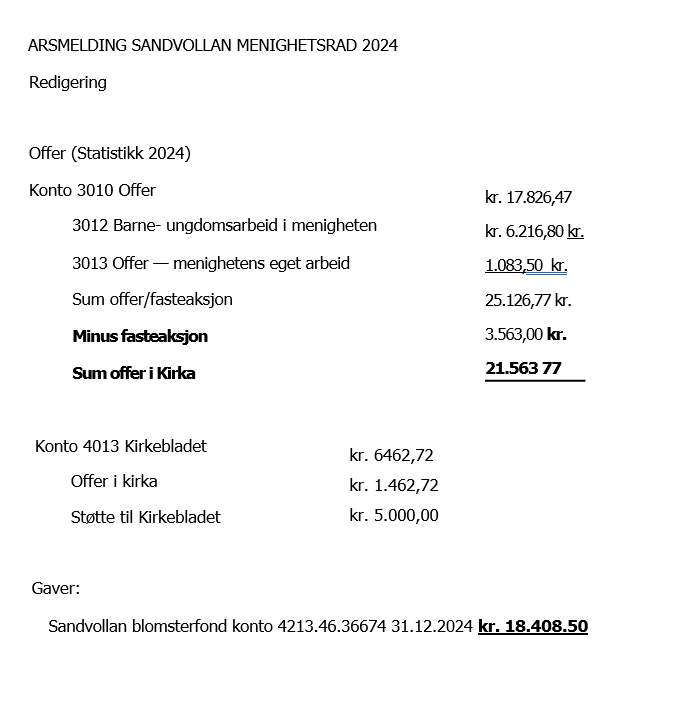 ARSMELDING SANDVOLLAN MENIGHETSRAD 2024
Redigering
Offer (Statistikk 2024)
Konto 3010 Offer kr. 17.826,47
3012 Barne- ungdomsarbeid i menigheten kr. 6.216,80 kr.
3013 Offer — menighetens eget arbeid 1.083,50 kr.
Sum offer/fasteaksjon 25.126,77 kr.
Minus fasteaksjon 3.563,00 kr.
Sum offer i Kirka 21.563 77
Konto 4013 Kirkebladet kr. 6462,72
Offer i kirka kr. 1.462,72
Støtte til Kirkebladet kr. 5.000,00
Gaver:
Sandvollan blomsterfond konto 4213.46.36674 31.12.2024 kr. 18.408.50